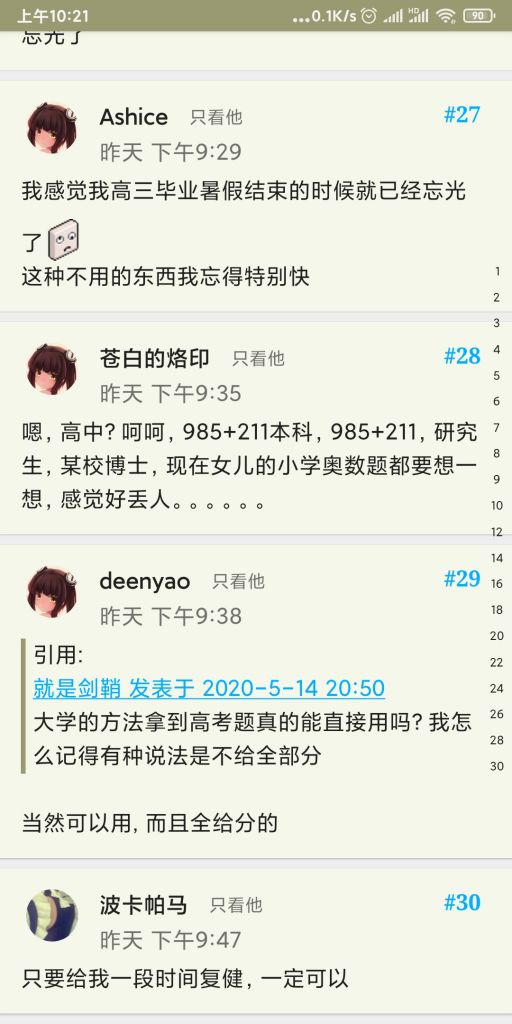 上午10:21
...0.1K/s
HD
90
忘光了
Ashice 只看他 #27
昨天 下午9:29
我感觉我高三毕业暑假结束的时候就已经忘光
了
这种不用的东西我忘得特别快
苍白的烙印 只看他 #28
昨天 下午9:35
嗯, 高中? 呵呵, 985+211本科, 985+211, 研究
生, 某校博士, 现在女儿的小学奥数题都要想一
想, 感觉好丢人。。。。。。
deenyao 只看他 #29
昨天 下午9:38
引用:
就是剑鞘 发表于 2020-5-14 20:50
大学的方法拿到高考题真的能直接用吗? 我怎
么记得有种说法是不给全部分
当然可以用, 而且全给分的
波卡帕马 只看他 #30
昨天 下午9:47
只要给我一段时间复健, 一定可以
1
2
3
4
5
6
7
8
9
10
12
14
16
18
20
22
24
26
28
30